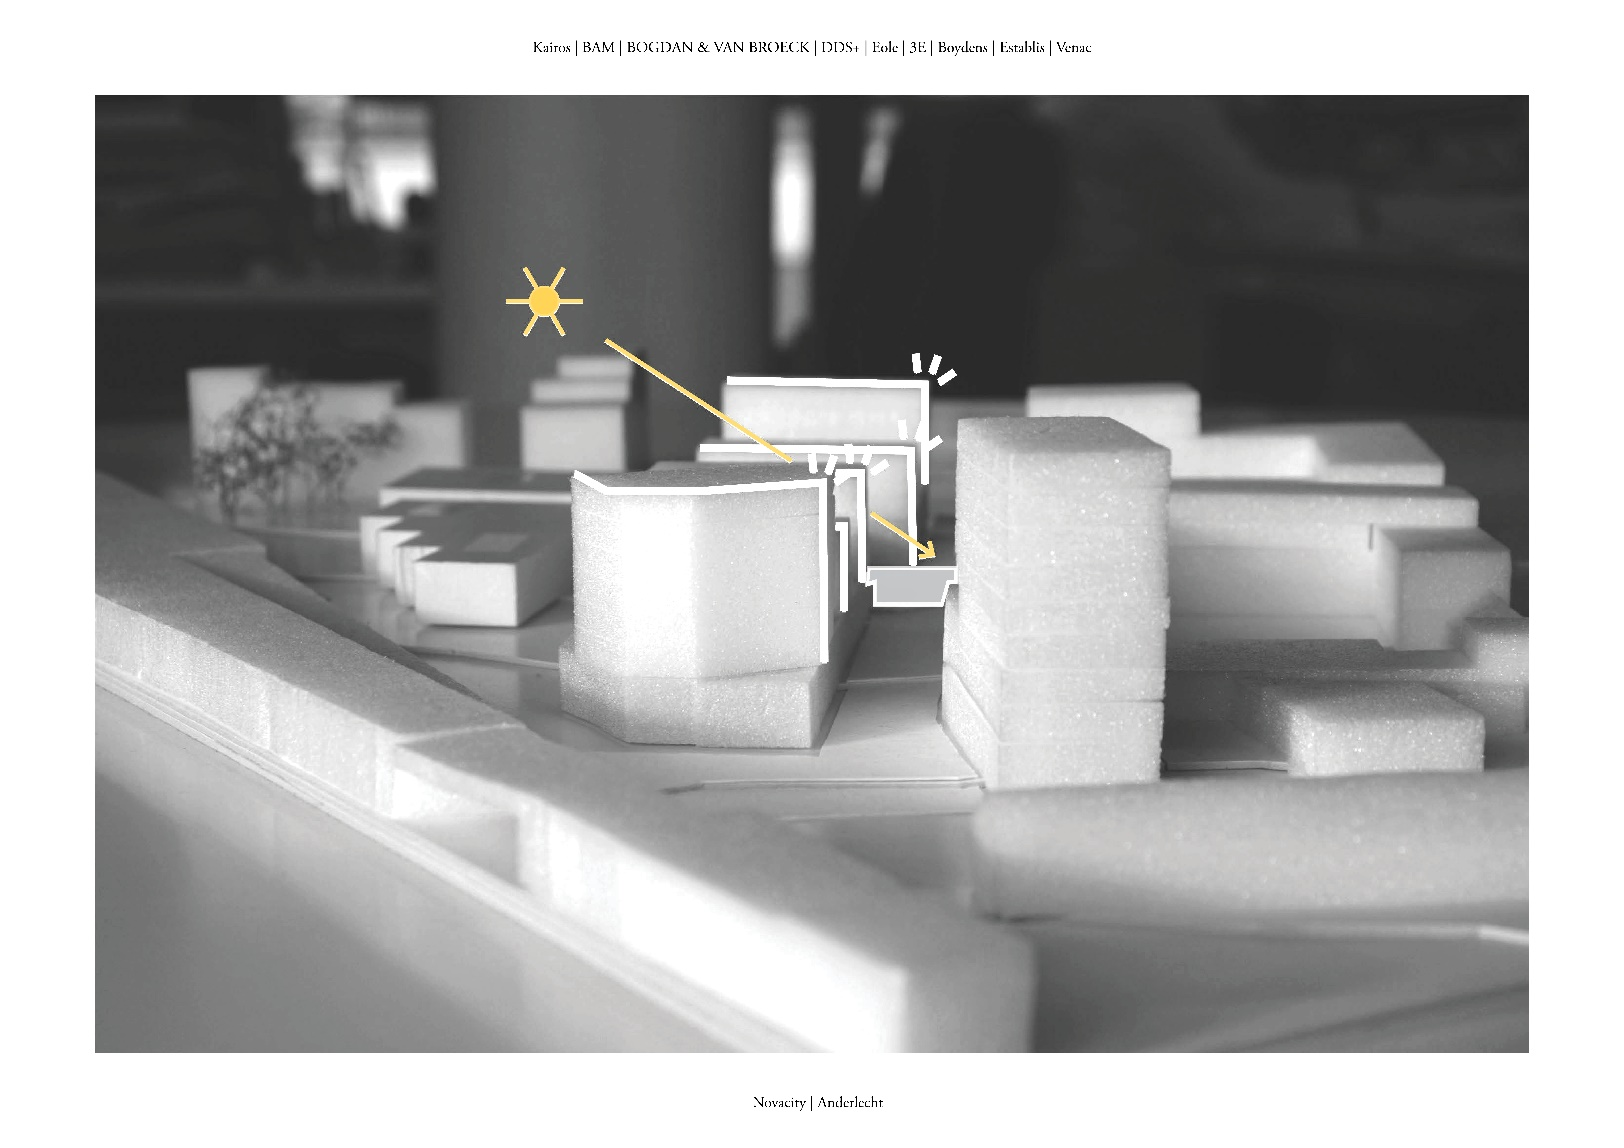 Kairos | BAM | BOGDAN & VAN BROECK | DDS+ | Eole | 3E | Boydens | Establis | Venac
Novacity | Anderlecht